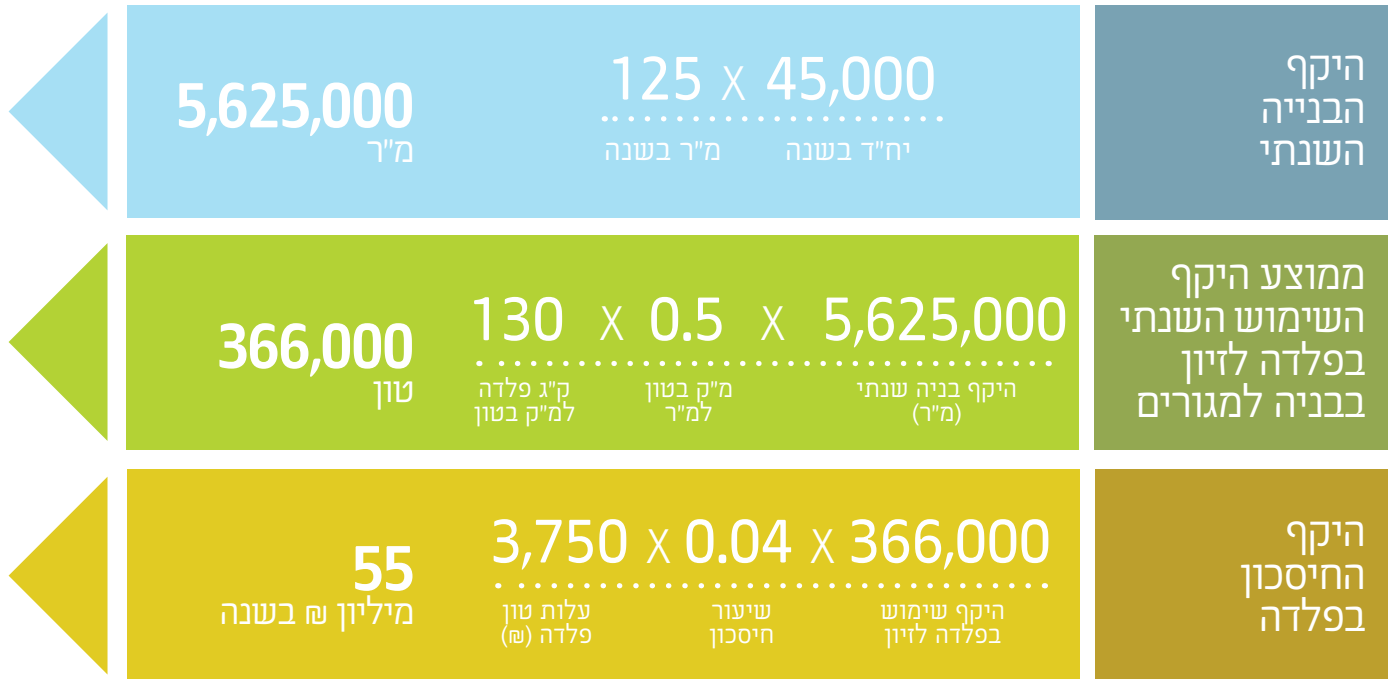 היקף
הבנייה
השנתי
45,000 X 125
יח"ד בשנה
מ"ר בשנה
5,625,000
מ"ר
ממוצע היקף
השימוש השנתי
בפלדה לזיון
בבניה למגורים
5,625,000 X 0.5 X 130
היקף בניה שנתי
(מ"ר)
מ"ק בטון
למ"ר
ק"ג פלדה
למ"ק בטון
366,000
טון
היקף
החיסכון
בפלדה
366,000 X 0.04 X 3,750
היקף שימוש
בפלדה לזיון
שיעור
חיסכון
עלות טון
פלדה (₪)
55
מיליון ₪ בשנה